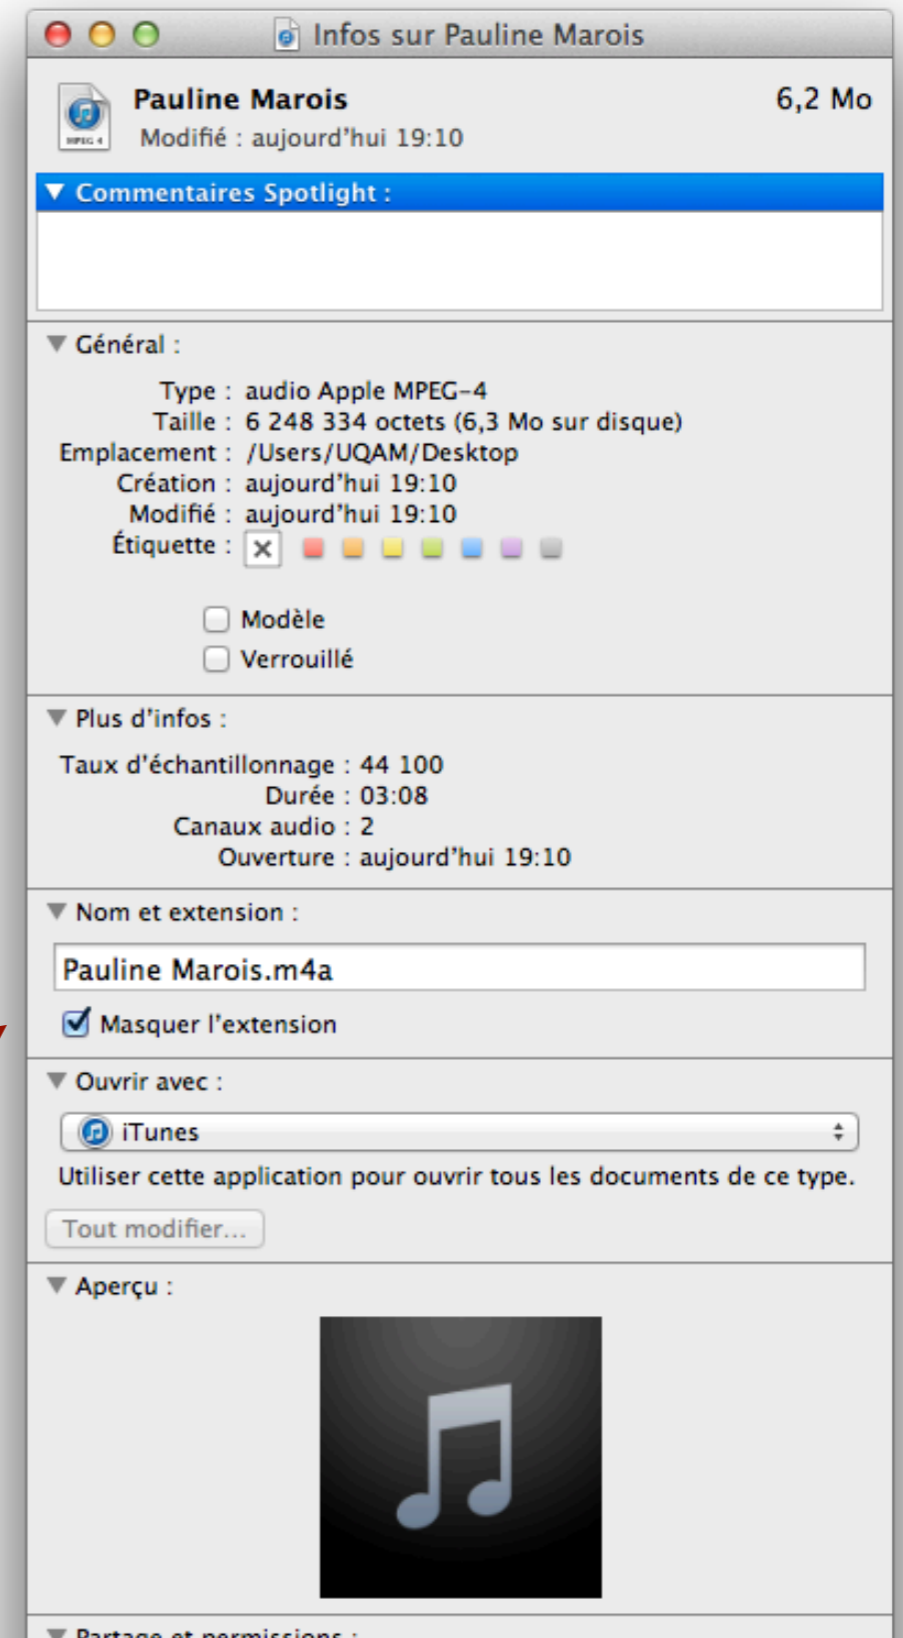 Infos sur Pauline Marois
Pauline Marois 6,2 Mo
Modifié : aujourd'hui 19:10
MPEG 4
Commentaires Spotlight :
Général :
Type : audio Apple MPEG-4
Taille : 6 248 334 octets (6,3 Mo sur disque)
Emplacement : /Users/UQAM/Desktop
Création : aujourd'hui 19:10
Modifié : aujourd'hui 19:10
Étiquette :
Modèle
Verrouillé
Plus d'infos :
Taux d'échantillonnage : 44 100
Durée : 03:08
Canaux audio : 2
Ouverture : aujourd'hui 19:10
Nom et extension :
Pauline Marois.m4a
Masquer l'extension
Ouvrir avec :
iTunes
Utiliser cette application pour ouvrir tous les documents de ce type.
Tout modifier...
Aperçu :
Partage et permissions :